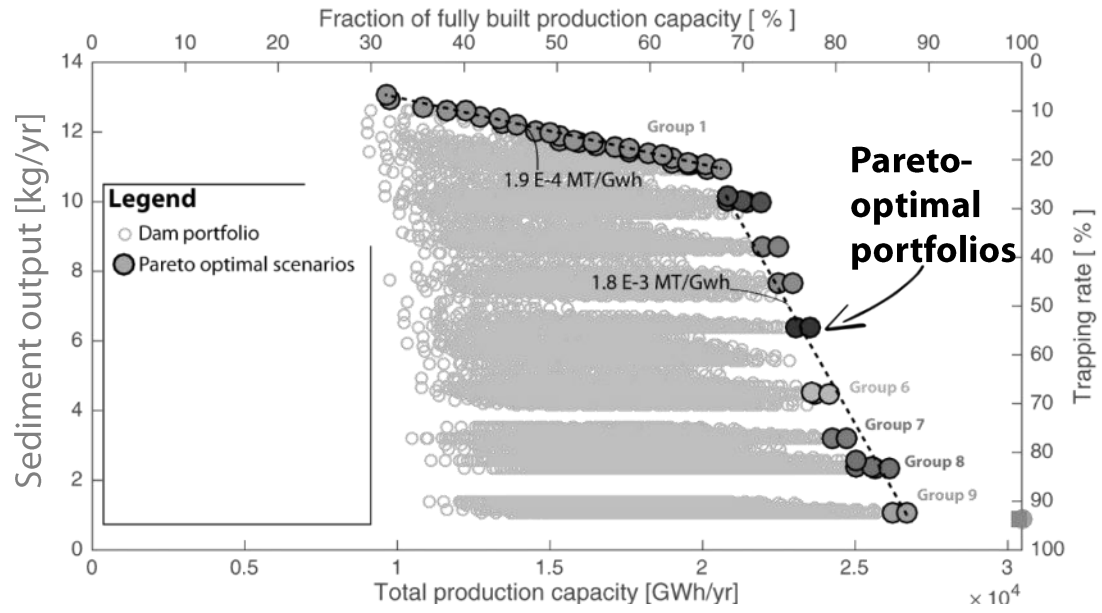 Fraction of fully built production capacity [ % ]
0 10 20 30 40 50 60 70 80 90 100
14 0
Group 1
12 10
1.9 E-4 MT/Gwh
20
Pareto-
optimal
portfolios
Legend
Dam portfolio
Pareto optimal scenarios
10 30
40
8
1.8 E-3 MT/Gwh
50
6
60
Group 6
4 70
Group 7
80
2
Group 8
Group 9
90
0 100
0 0.5 1 1.5 2 2.5 3
Total production capacity [GWh/yr]
× 10⁴
Sediment output [kg/yr]
Trapping rate [ % ]